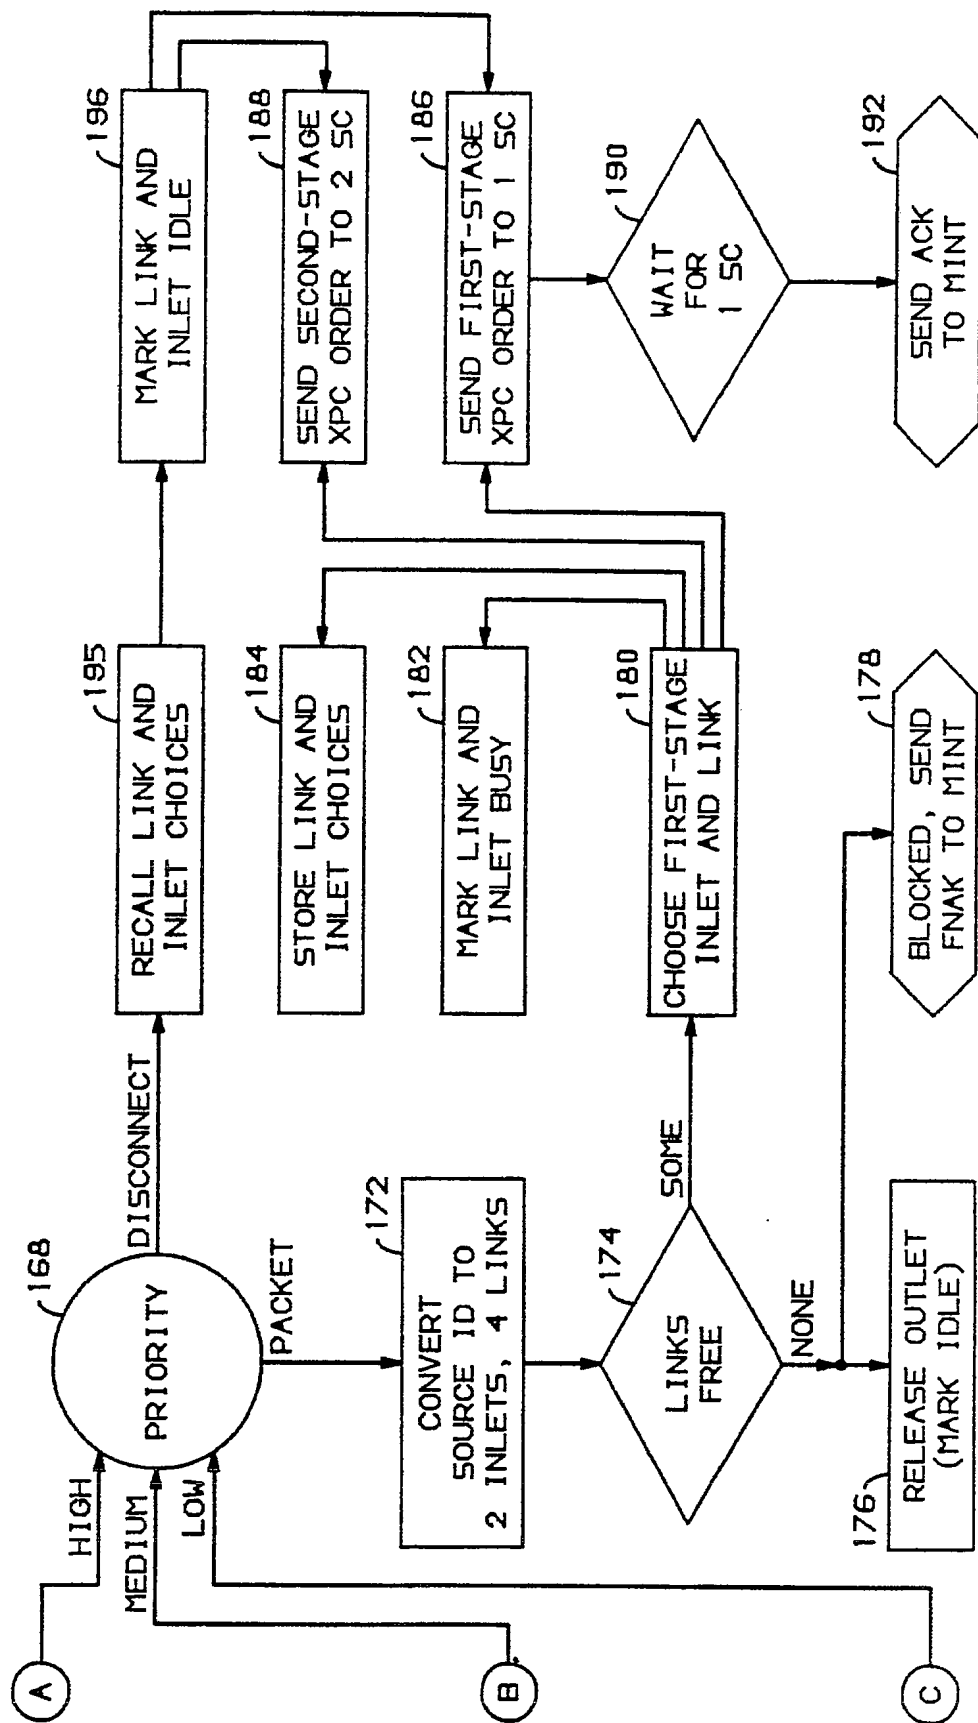 A
HIGH
MEDIUM
LOW
B
C
168
PRIORITY
DISCONNECT
PACKET
172
CONVERT
SOURCE ID TO
2 INLETS, 4 LINKS
174
LINKS
FREE
SOME
NONE
176
RELEASE OUTLET
(MARK IDLE)
178
BLOCKED, SEND
FNAK TO MINT
195
RECALL LINK AND
INLET CHOICES
184
STORE LINK AND
INLET CHOICES
182
MARK LINK AND
INLET BUSY
180
CHOOSE FIRST-STAGE
INLET AND LINK
196
MARK LINK AND
INLET IDLE
188
SEND SECOND-STAGE
XPC ORDER TO 2 SC
186
SEND FIRST-STAGE
XPC ORDER TO 1 SC
190
WAIT
FOR
1 SC
192
SEND ACK
TO MINT